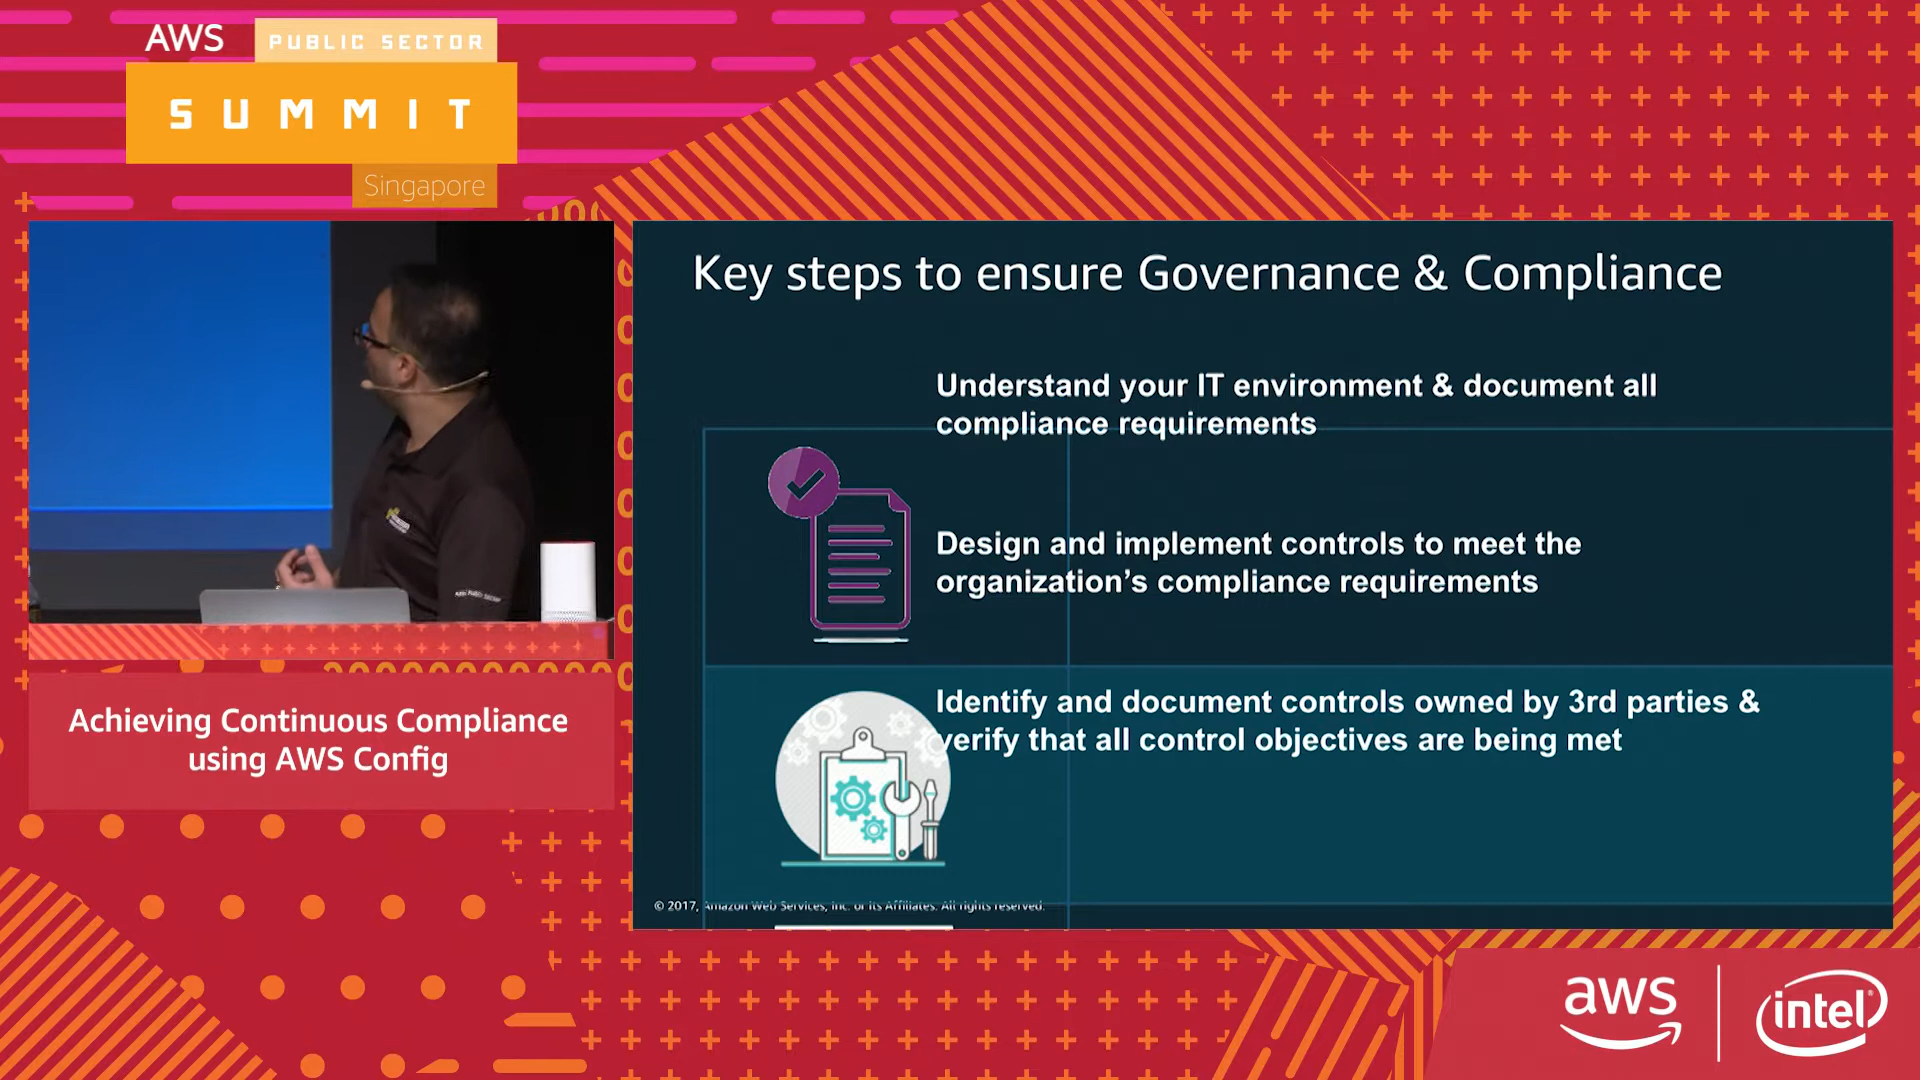 AWS
PUBLIC SECTOR
SUMMIT
Singapore
Key steps to ensure Governance & Compliance
Understand your IT environment & document all
compliance requirements
Design and implement controls to meet the
organization's compliance requirements
Identify and document controls owned by 3rd parties &
verify that all control objectives are being met
© 2017, Amazon Web Services, Inc. or its Affiliates. All rights reserved.
Achieving Continuous Compliance
using AWS Config
aws
intel